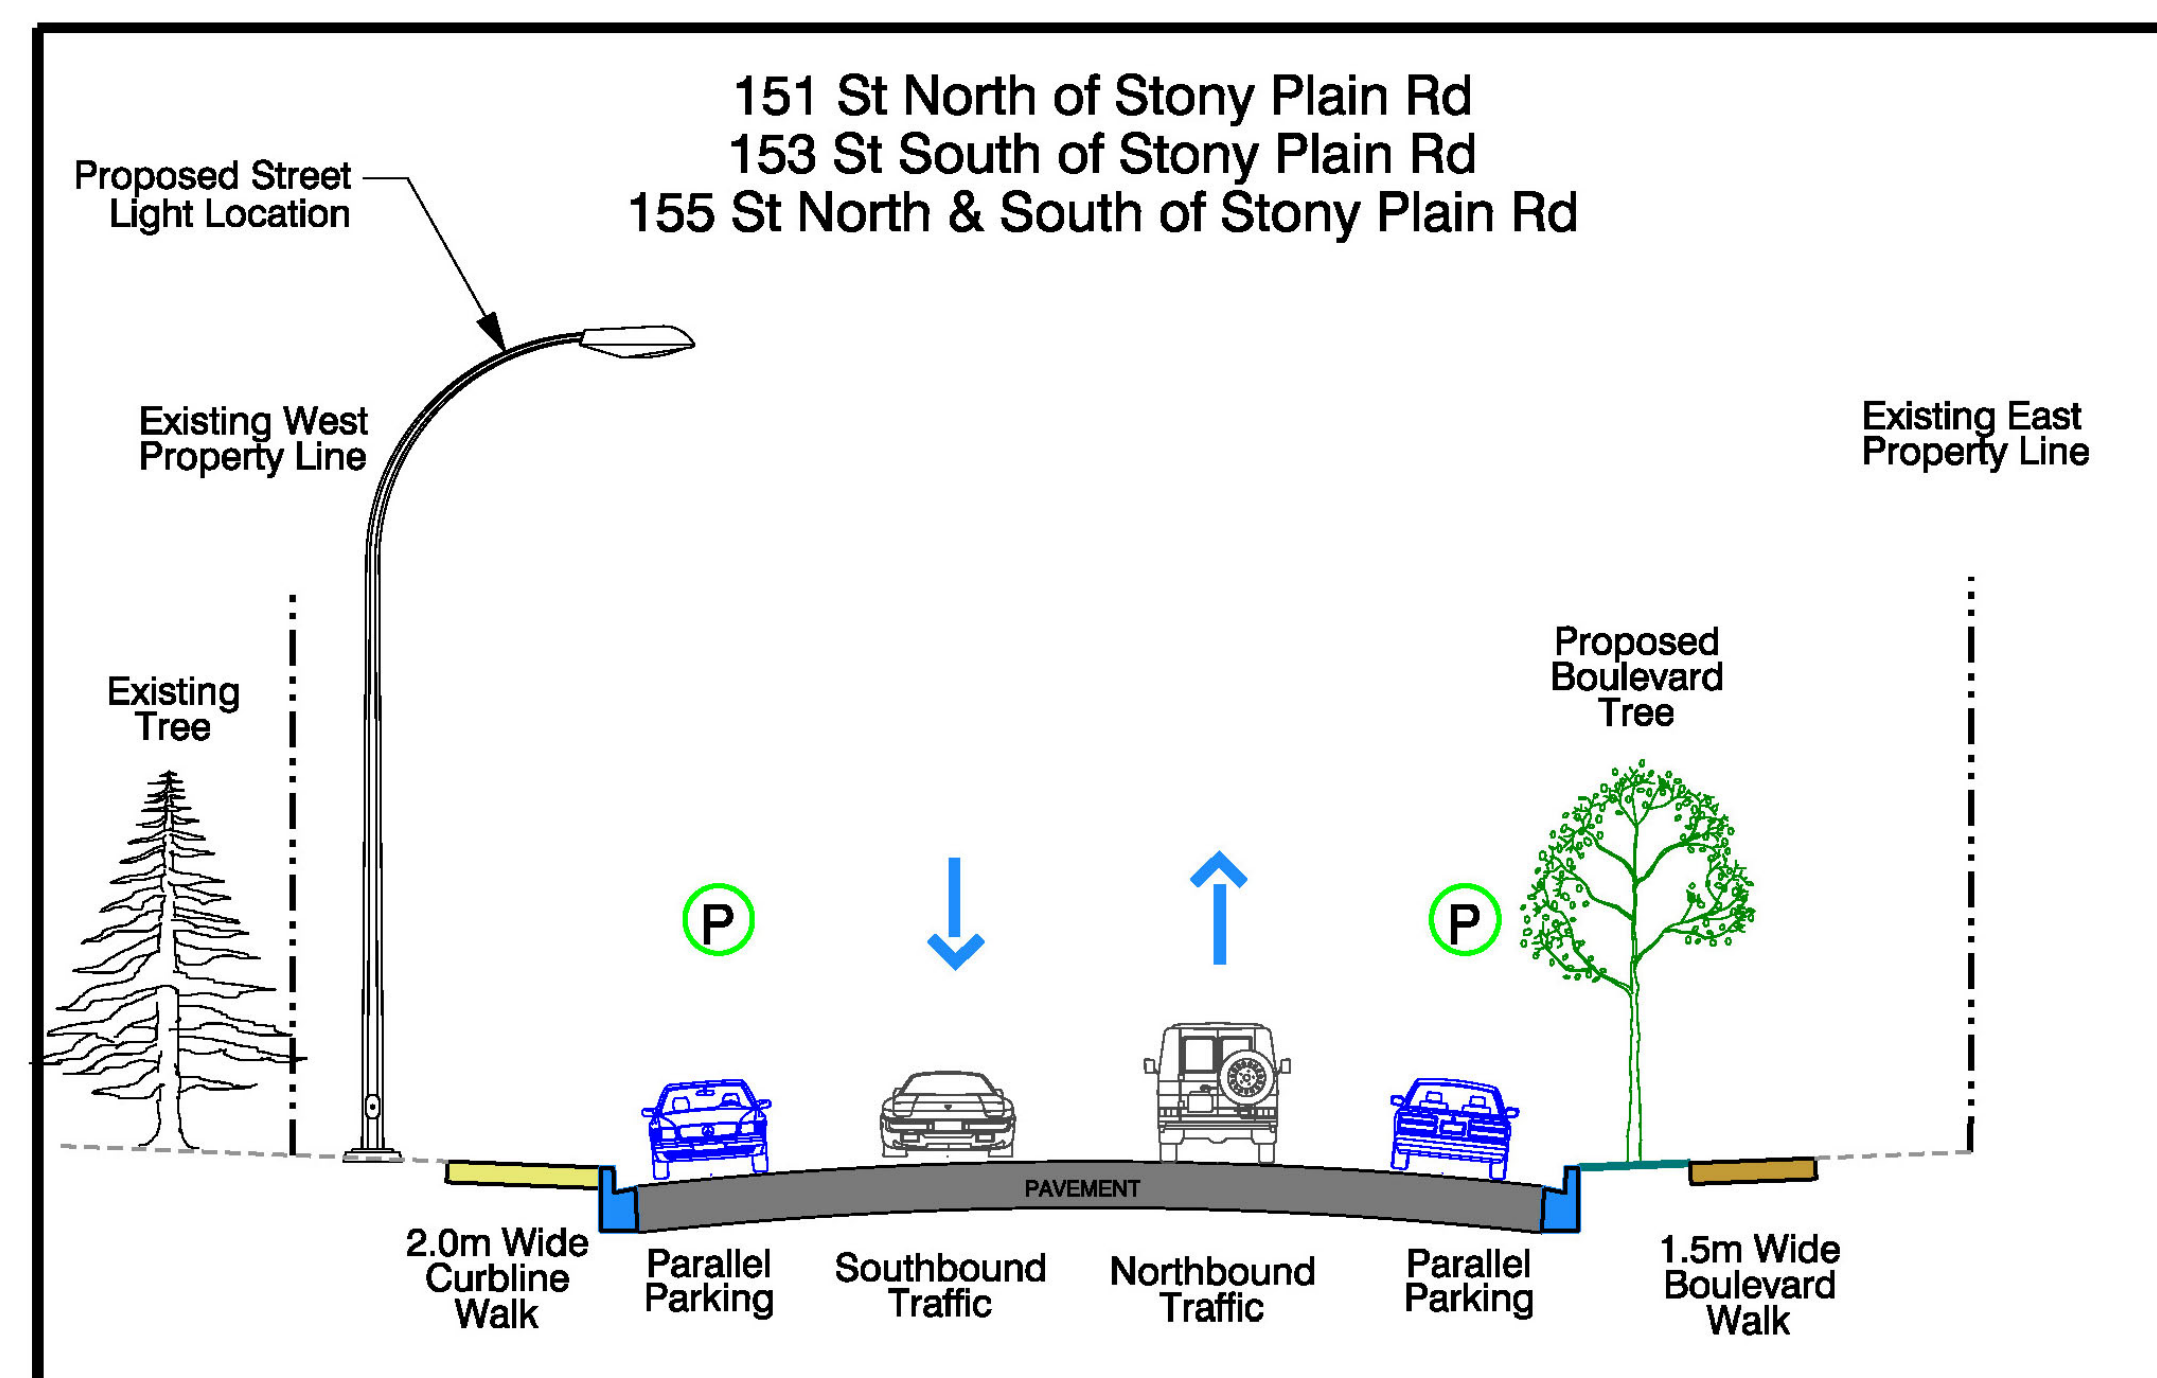 151 St North of Stony Plain Rd
153 St South of Stony Plain Rd
155 St North & South of Stony Plain Rd
Proposed Street
Light Location
Existing West
Property Line
Existing East
Property Line
Existing
Tree
Proposed
Boulevard
Tree
P
P
PAVEMENT
2.0m Wide
Curbline
Walk
Parallel
Parking
Southbound
Traffic
Northbound
Traffic
Parallel
Parking
1.5m Wide
Boulevard
Walk